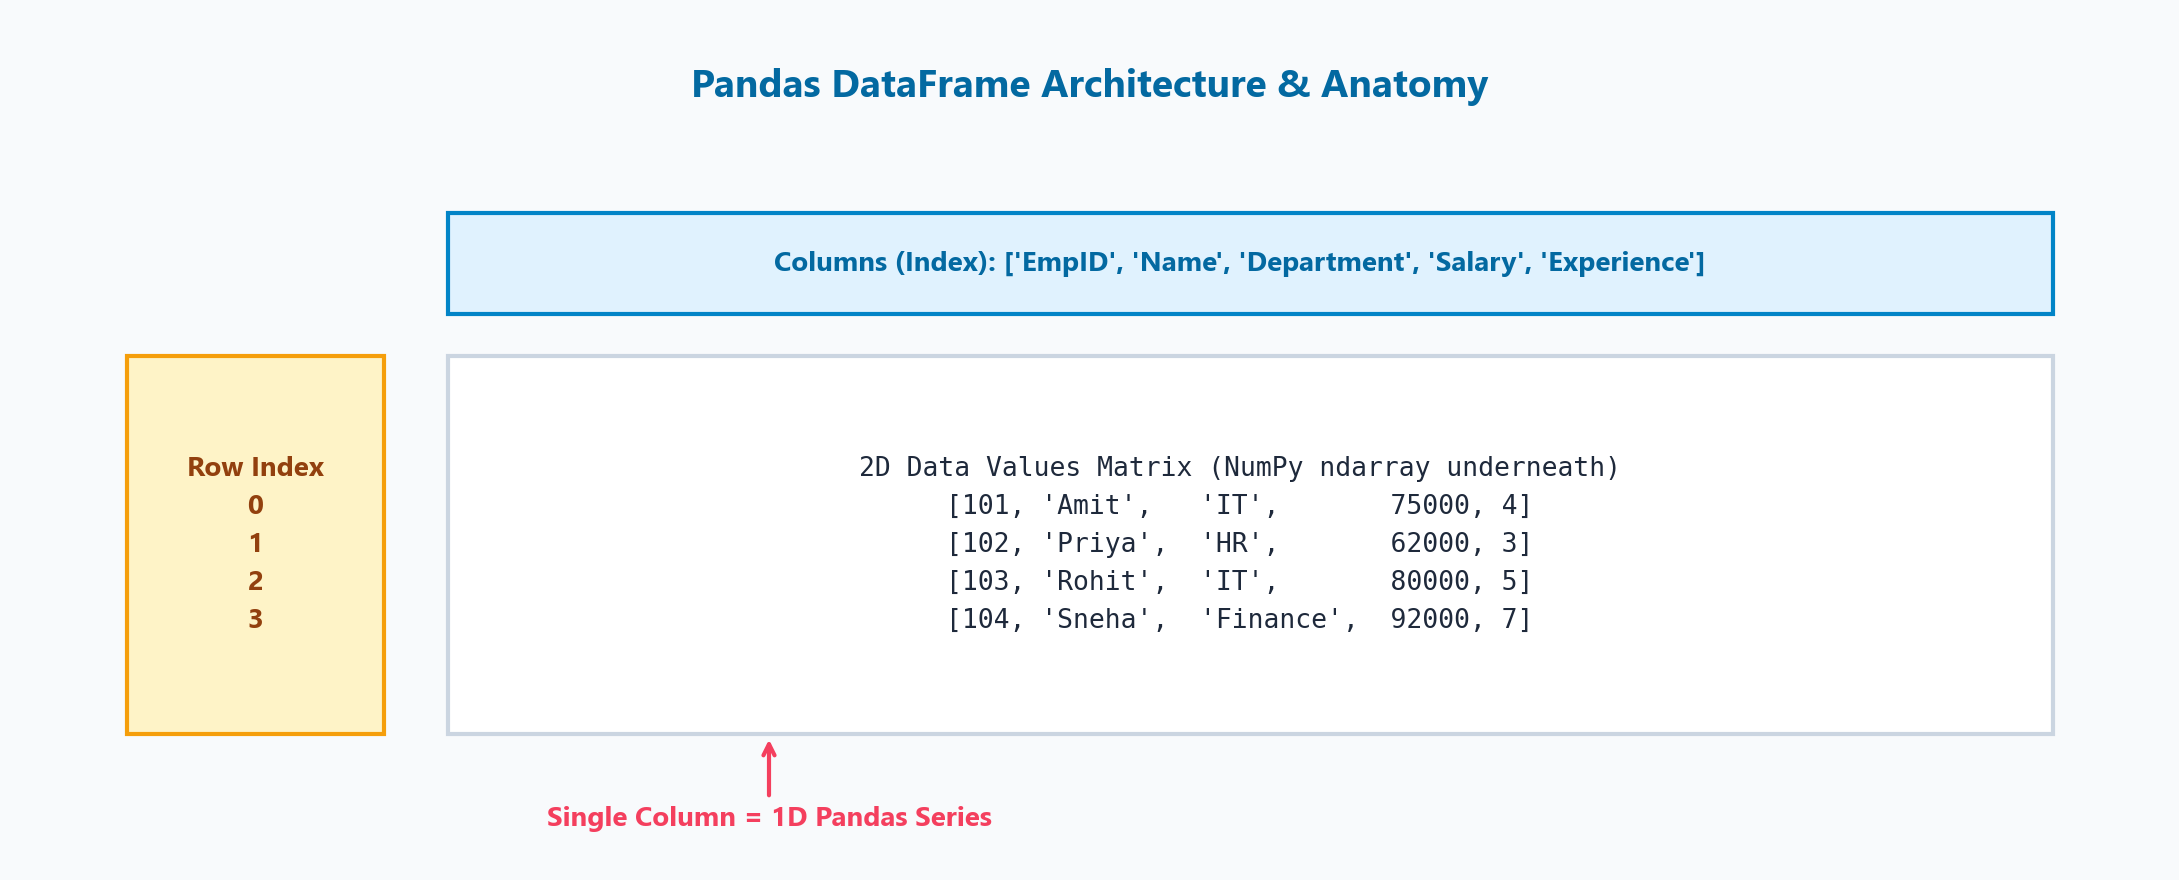 Pandas DataFrame Architecture & Anatomy
Columns (Index): ['EmpID', 'Name', 'Department', 'Salary', 'Experience']
Row Index
0
1
2
3
2D Data Values Matrix (NumPy ndarray underneath)
[101, 'Amit',   'IT',       75000, 4]
[102, 'Priya',  'HR',       62000, 3]
[103, 'Rohit',  'IT',       80000, 5]
[104, 'Sneha',  'Finance',  92000, 7]
Single Column = 1D Pandas Series